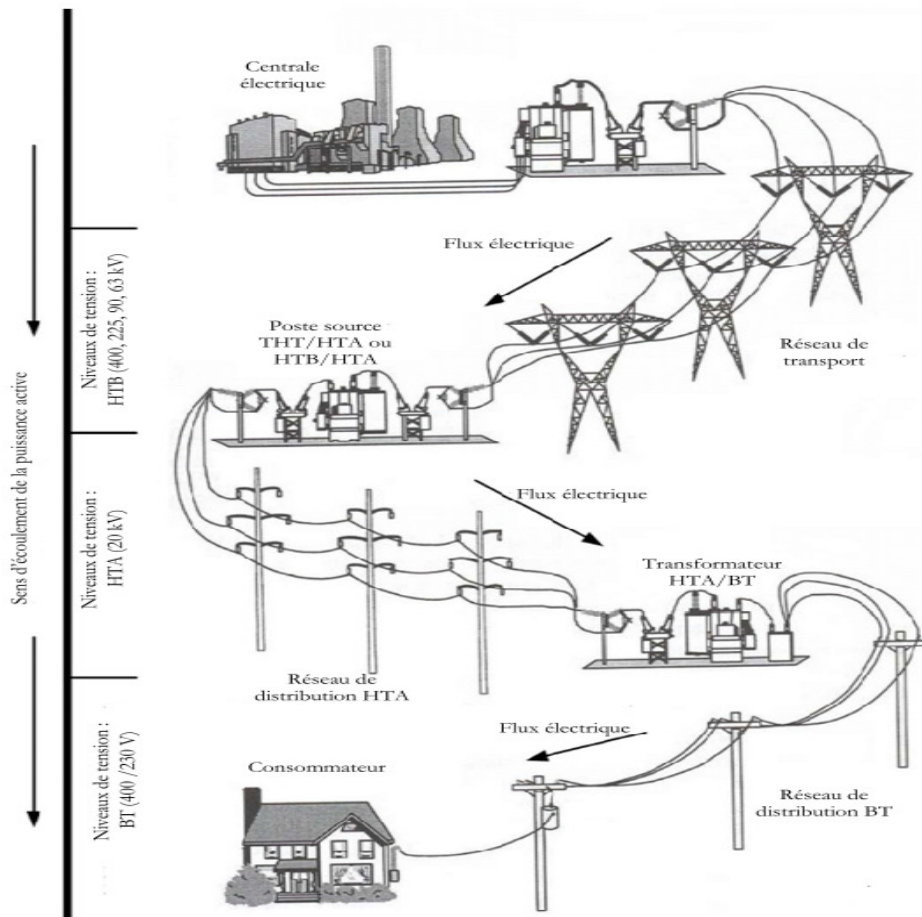 Centrale
électrique
Flux électrique
Poste source
THT/HTA ou
HTB/HTA
Réseau de
transport
Flux électrique
Transformateur
HTA/BT
Réseau de
distribution HTA
Flux électrique
Consommateur
Réseau de
distribution BT
Sens d'écoulement de la puissance active
Niveaux de tension :
HTB (400, 225, 90, 63 kV)
Niveaux de tension :
HTA (20 kV)
Niveaux de tension :
BT (400 /230 V)